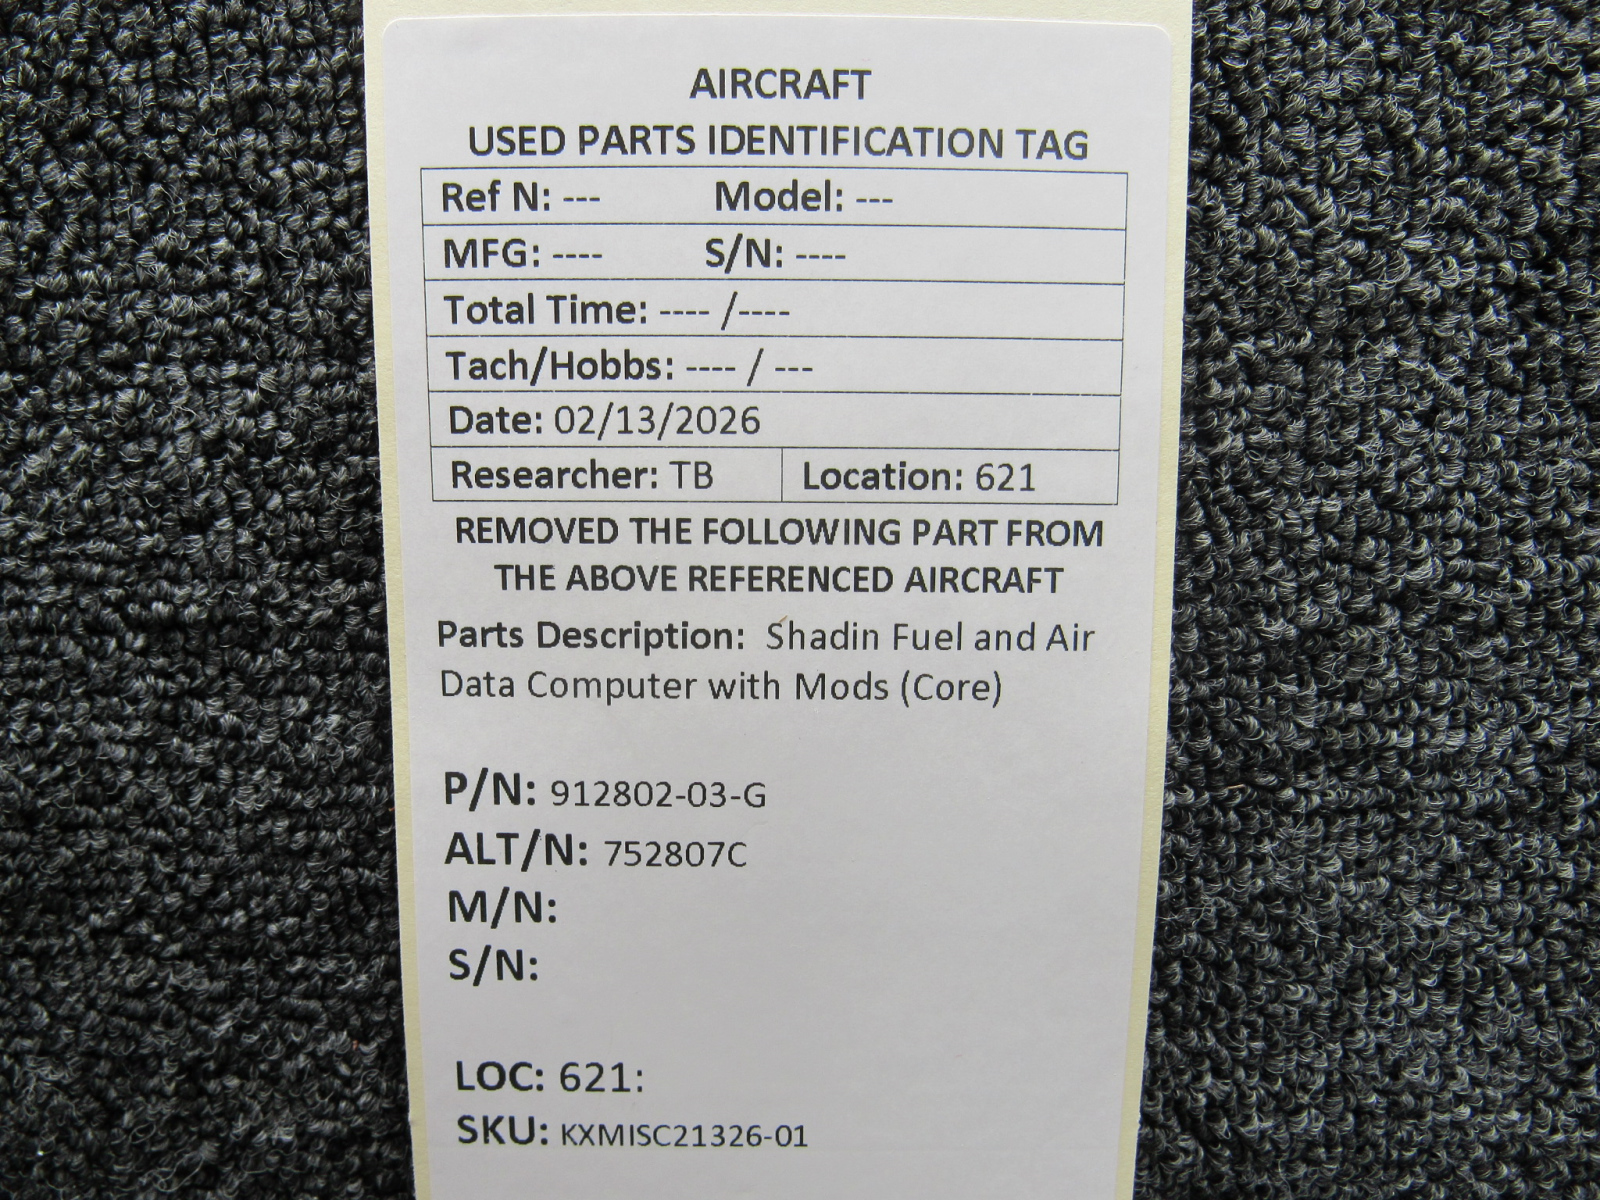 AIRCRAFT
USED PARTS IDENTIFICATION TAG
Ref N: --- Model: ---
MFG: ---- S/N: ----
Total Time: ---- /----
Tach/Hobbs: ---- / ---
Date: 02/13/2026
Researcher: TB Location: 621
REMOVED THE FOLLOWING PART FROM
THE ABOVE REFERENCED AIRCRAFT
Parts Description: Shadin Fuel and Air
Data Computer with Mods (Core)
P/N: 912802-03-G
ALT/N: 752807C
M/N:
S/N:
LOC: 621:
SKU: KXMISC21326-01